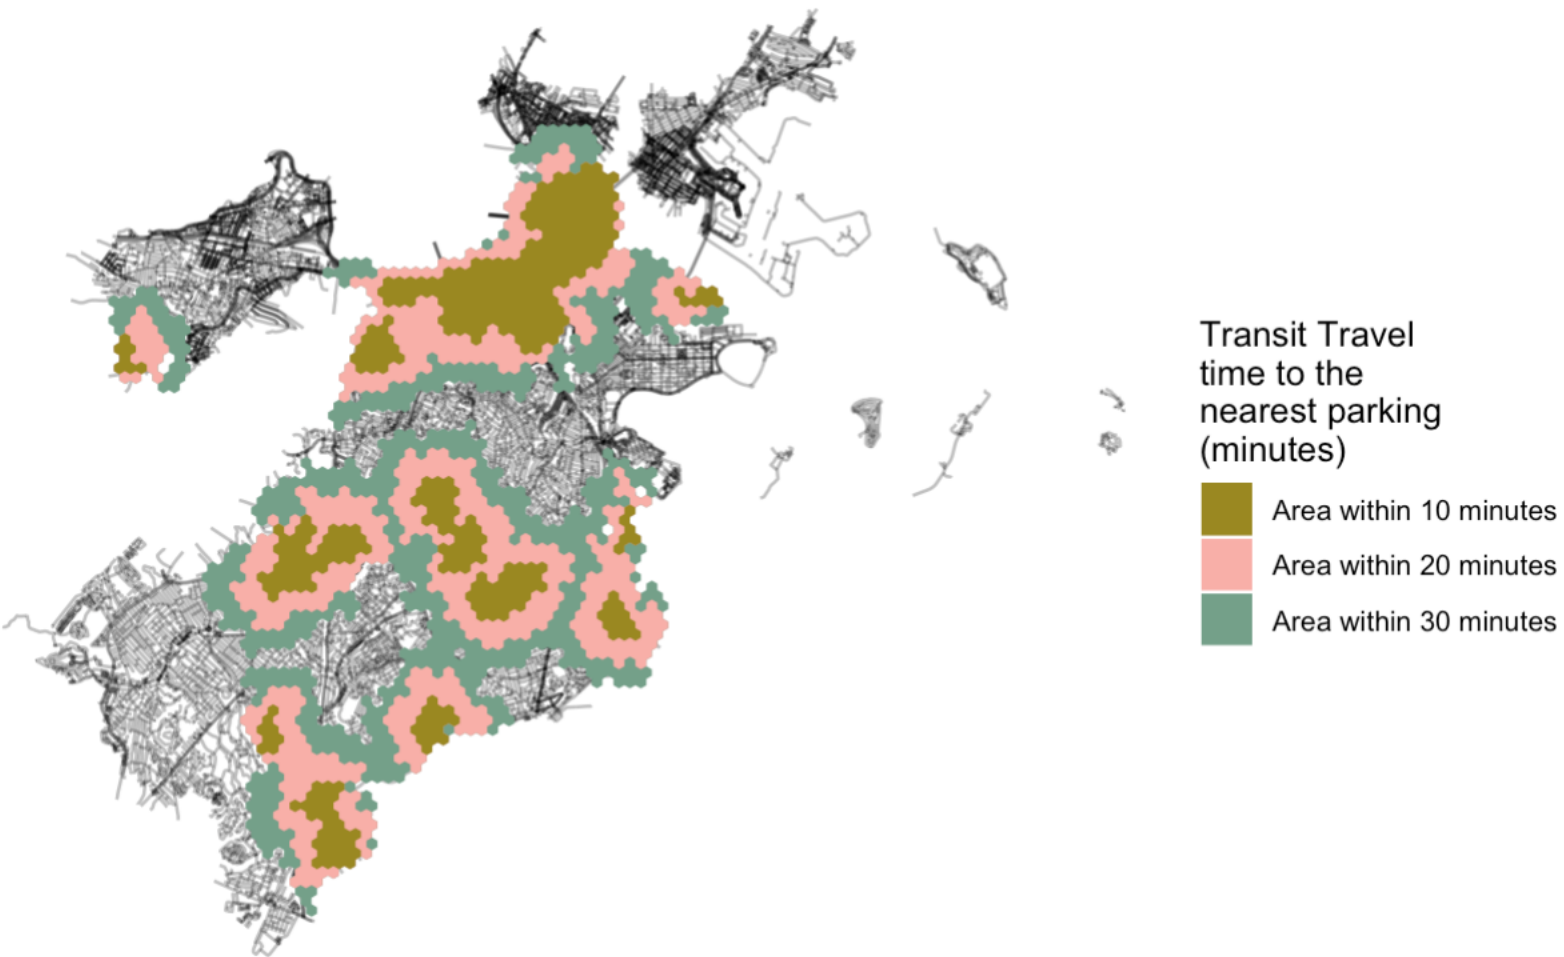 Transit Travel
time to the
nearest parking
(minutes)
Area within 10 minutes
Area within 20 minutes
Area within 30 minutes